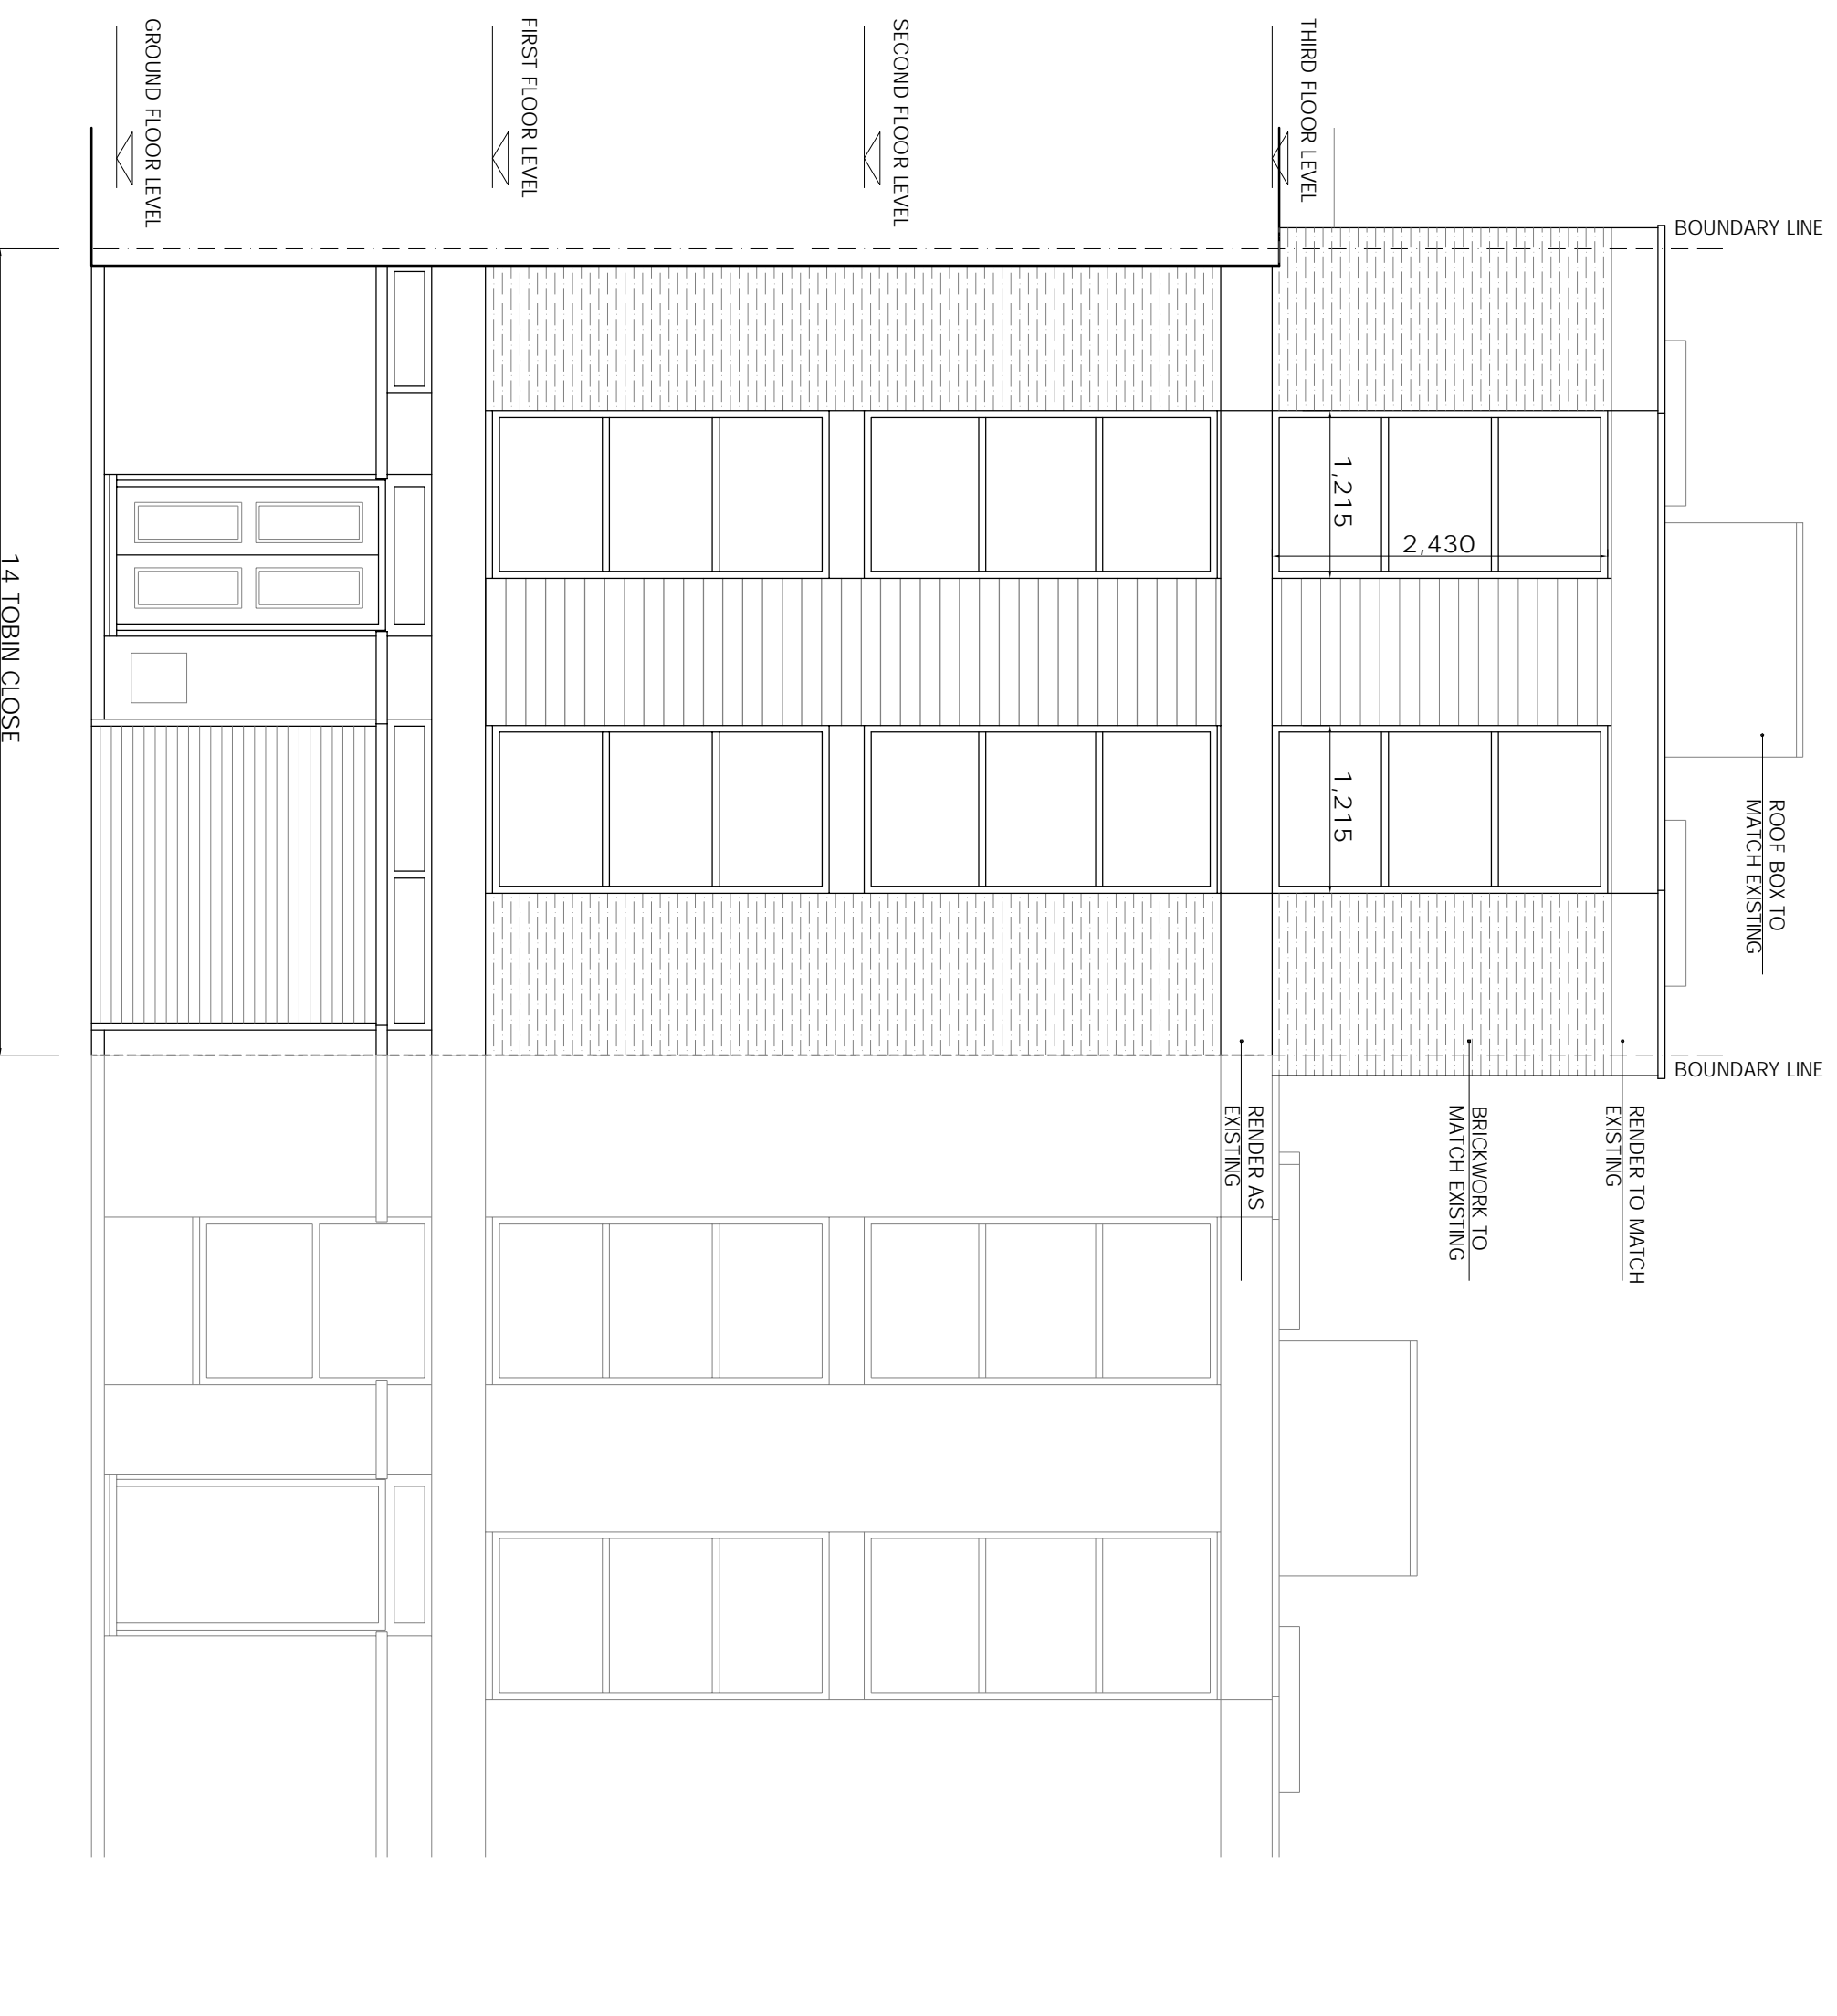 BOUNDARY LINE
BOUNDARY LINE
ROOF BOX TO
MATCH EXISTING
RENDER TO MATCH
EXISTING
BRICKWORK TO
MATCH EXISTING
THIRD FLOOR LEVEL
1,215
2,430
1,215
RENDER AS
EXISTING
SECOND FLOOR LEVEL
FIRST FLOOR LEVEL
GROUND FLOOR LEVEL
14 TOBIN CLOSE